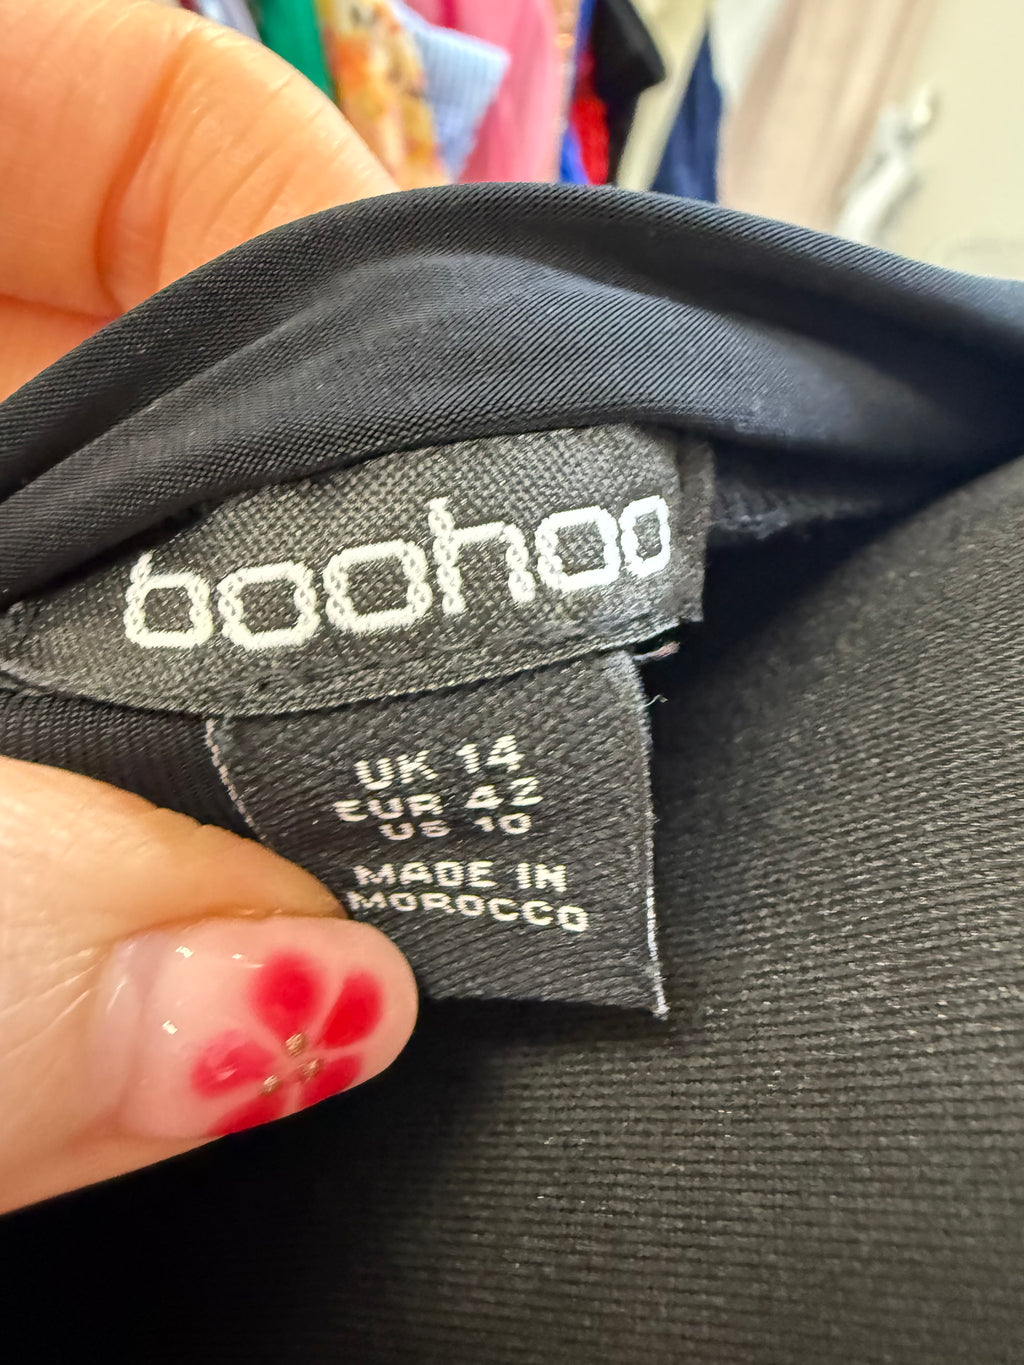 boohoo
UK 14
EUR 42
US 10
MADE IN
MOROCCO